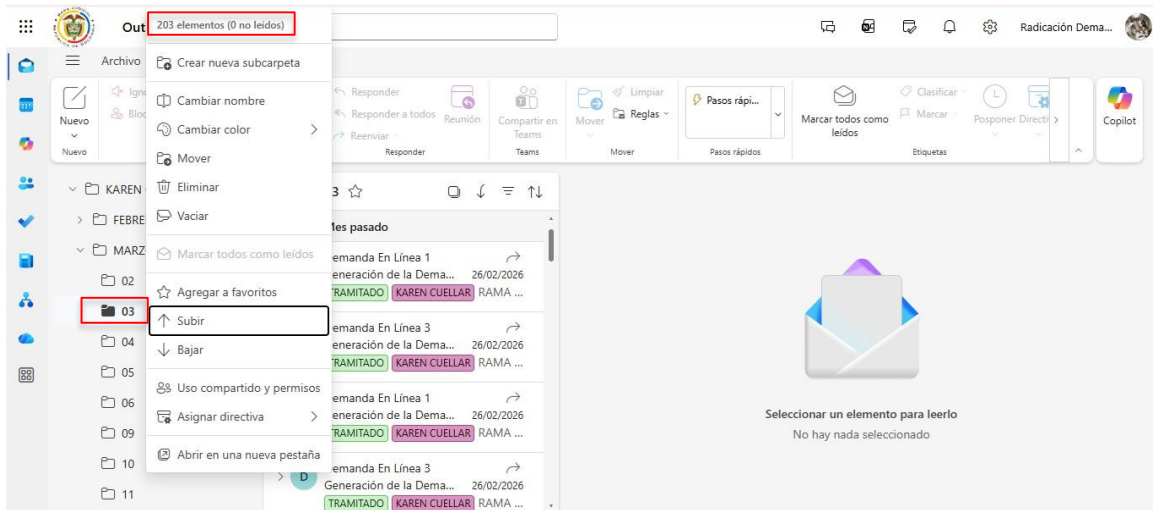 Out
203 elementos (0 no leídos)
Radicación Dema...
Archivo
Crear nueva subcarpeta
Cambiar nombre
Cambiar color
Mover
Eliminar
Vaciar
Marcar todos como leídos
Agregar a favoritos
Subir
Bajar
Uso compartido y permisos
Asignar directiva
Abrir en una nueva pestaña
Nuevo
Nuevo
Responder
Responder a todos
Reenviar
Responder
Reunión
Compartir en Teams
Teams
Mover
Limpiar
Reglas
Mover
Pasos rápi...
Pasos rápidos
Marcar todos como leídos
Clasificar
Marcar
Posponer
Directi
Etiquetas
Copilot
KAREN
FEBRE
MARZ
02
03
04
05
06
09
10
11
3
Mes pasado
emanda En Línea 1
eneración de la Dema... 26/02/2026
TRAMITADO KAREN CUELLAR RAMA ...
emanda En Línea 3
eneración de la Dema... 26/02/2026
TRAMITADO KAREN CUELLAR RAMA ...
emanda En Línea 1
eneración de la Dema... 26/02/2026
TRAMITADO KAREN CUELLAR RAMA ...
D
emanda En Línea 3
Generación de la Dema... 26/02/2026
TRAMITADO KAREN CUELLAR RAMA ...
Seleccionar un elemento para leerlo
No hay nada seleccionado